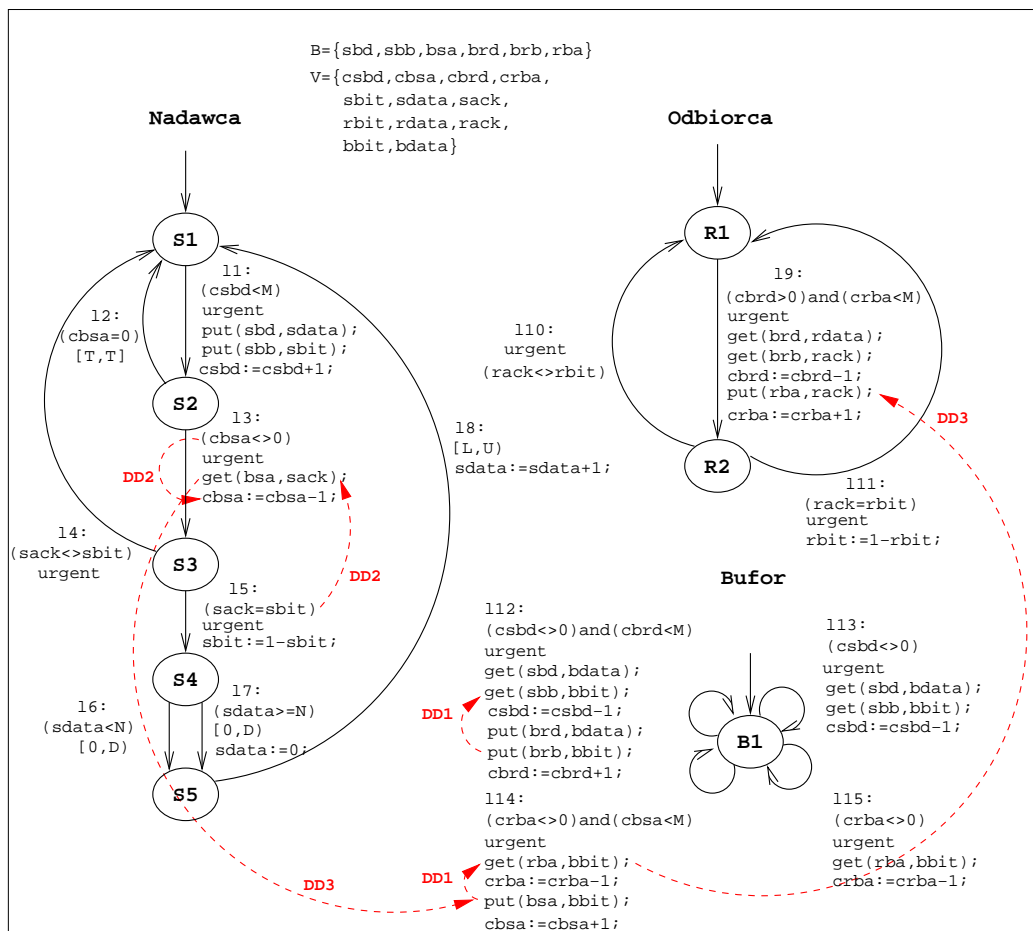 B={sbd,sbb,bsa,brd,brb,rba}
V={csbd,cbsa,cbrd,crba,
sbit,sdata,sack,
rbit,rdata,rack,
bbit,bdata}
Nadawca
S1
l1:
(csbd<M)
urgent
put(sbd,sdata);
put(sbb,sbit);
csbd:=csbd+1;
l2:
(cbsa=0)
[T,T]
S2
l3:
(cbsa<>0)
urgent
get(bsa,sack);
cbsa:=cbsa-1;
DD2
l8:
[L,U)
sdata:=sdata+1;
l4:
(sack<>sbit)
urgent
S3
DD2
l5:
(sack=sbit)
urgent
sbit:=1-sbit;
S4
l6:
(sdata<N)
[0,D)
l7:
(sdata>=N)
[0,D)
sdata:=0;
S5
DD3
Odbiorca
R1
l9:
(cbrd>0)and(crba<M)
urgent
get(brd,rdata);
get(brb,rack);
cbrd:=cbrd-1;
put(rba,rack);
crba:=crba+1;
l10:
urgent
(rack<>rbit)
DD3
R2
l11:
(rack=rbit)
urgent
rbit:=1-rbit;
Bufor
l12:
(csbd<>0)and(cbrd<M)
urgent
get(sbd,bdata);
get(sbb,bbit);
csbd:=csbd-1;
put(brd,bdata);
put(brb,bbit);
cbrd:=cbrd+1;
DD1
l13:
(csbd<>0)
urgent
get(sbd,bdata);
get(sbb,bbit);
csbd:=csbd-1;
B1
l14:
(crba<>0)and(cbsa<M)
urgent
get(rba,bbit);
crba:=crba-1;
put(bsa,bbit);
cbsa:=cbsa+1;
DD1
l15:
(crba<>0)
urgent
get(rba,bbit);
crba:=crba-1;